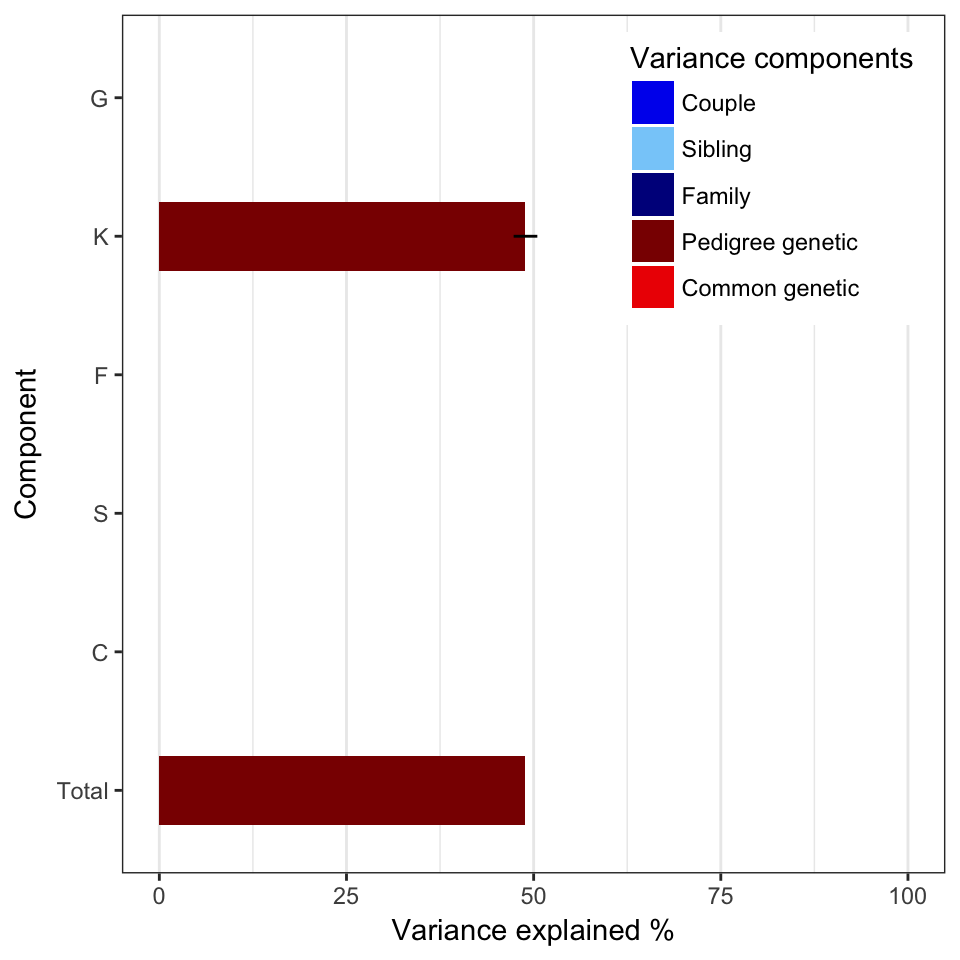 Variance components
Couple
Sibling
Family
Pedigree genetic
Common genetic
G
K
F
S
C
Total
Component
0 25 50 75 100
Variance explained %